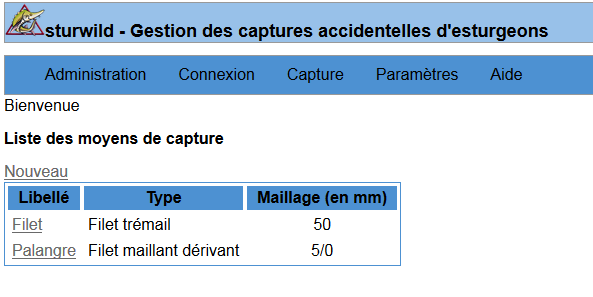 sturwild - Gestion des captures accidentelles d'esturgeons
Administration Connexion Capture Paramètres Aide
Bienvenue
Liste des moyens de capture
Nouveau
Libellé Type Maillage (en mm)
Filet Filet trémail 50
Palangre Filet maillant dérivant 5/0